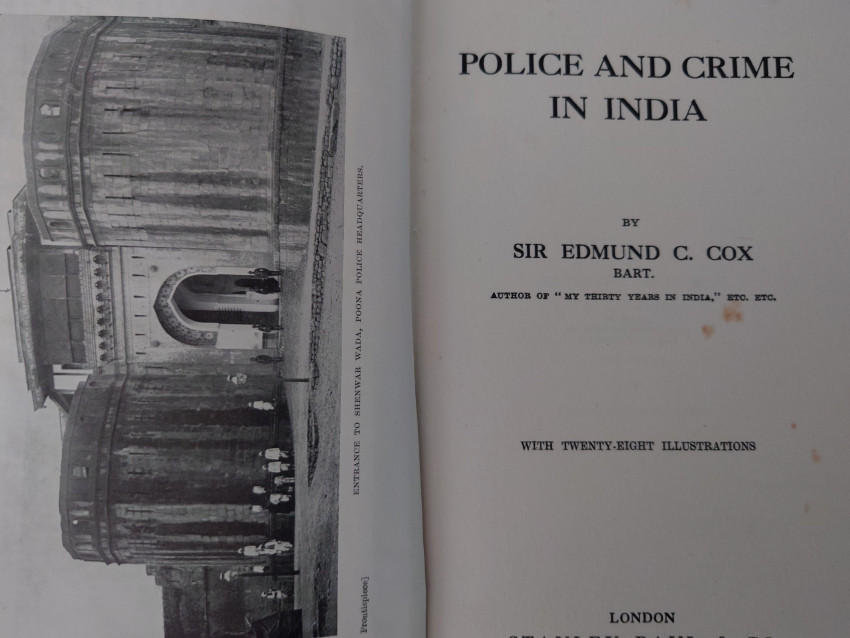 ENTRANCE TO SHENWAR WADA, POONA POLICE HEADQUARTERS.
Frontispiece]
POLICE AND CRIME
IN INDIA
BY
SIR EDMUND C. COX
BART.
AUTHOR OF "MY THIRTY YEARS IN INDIA," ETC. ETC.
WITH TWENTY-EIGHT ILLUSTRATIONS
LONDON